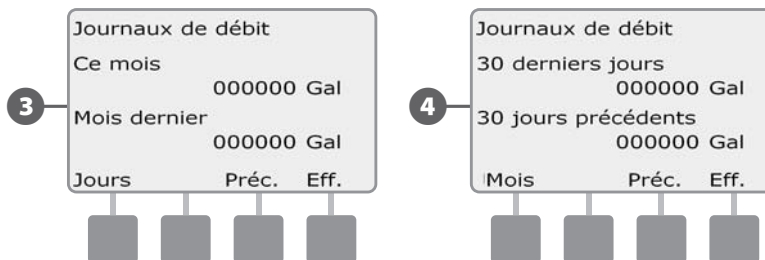 3
Journaux de débit
Ce mois
000000 Gal
Mois dernier
000000 Gal
Jours Préc. Eff.
4
Journaux de débit
30 derniers jours
000000 Gal
30 jours précédents
000000 Gal
Mois Préc. Eff.